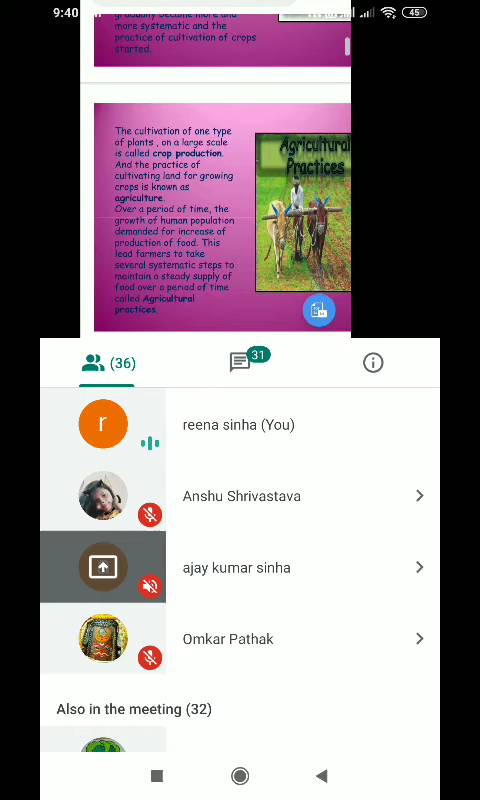 9:40
45
gradually became more and
more systematic and the
practice of cultivation of crops
started.
The cultivation of one type
of plants , on a large scale
is called crop production.
And the practice of
cultivating land for growing
crops is known as
agriculture.
Over a period of time, the
growth of human population
demanded for increase of
production of food. This
lead farmers to take
several systematic steps to
maintain a steady supply of
food over a period of time
called Agricultural
practices.
Agricultural
Practices
(36)
31
r
reena sinha (You)
Anshu Shrivastava
ajay kumar sinha
Omkar Pathak
Also in the meeting (32)